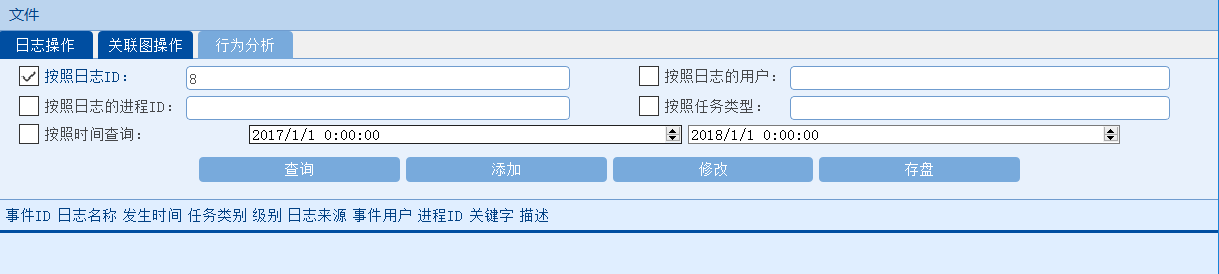 文件
日志操作 关联图操作 行为分析
按照日志ID： 8 按照日志的用户：
按照日志的进程ID： 按照任务类型：
按照时间查询： 2017/1/1 0:00:00 2018/1/1 0:00:00
查询 添加 修改 存盘
事件ID 日志名称 发生时间 任务类别 级别 日志来源 事件用户 进程ID 关键字 描述